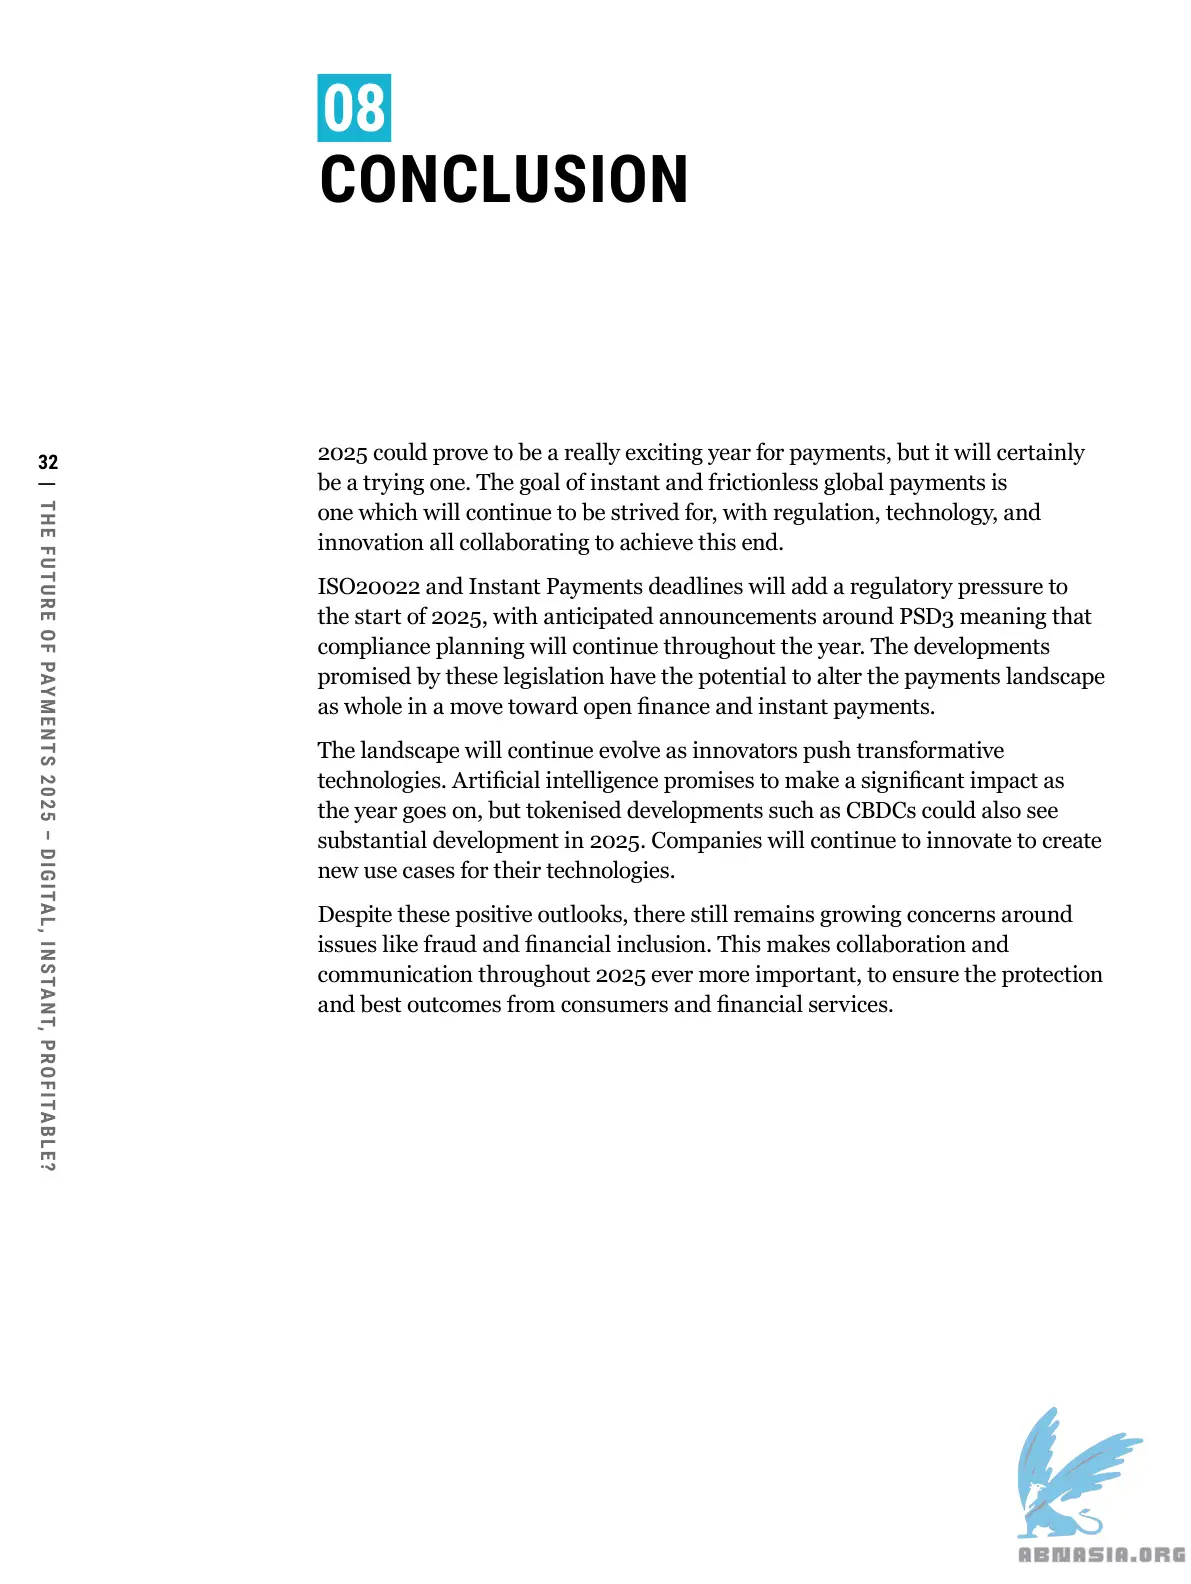 08
CONCLUSION
2025 could prove to be a really exciting year for payments, but it will certainly
be a trying one. The goal of instant and frictionless global payments is
one which will continue to be strived for, with regulation, technology, and
innovation all collaborating to achieve this end.
ISO20022 and Instant Payments deadlines will add a regulatory pressure to
the start of 2025, with anticipated announcements around PSD3 meaning that
compliance planning will continue throughout the year. The developments
promised by these legislation have the potential to alter the payments landscape
as whole in a move toward open finance and instant payments.
The landscape will continue evolve as innovators push transformative
technologies. Artificial intelligence promises to make a significant impact as
the year goes on, but tokenised developments such as CBDCs could also see
substantial development in 2025. Companies will continue to innovate to create
new use cases for their technologies.
Despite these positive outlooks, there still remains growing concerns around
issues like fraud and financial inclusion. This makes collaboration and
communication throughout 2025 ever more important, to ensure the protection
and best outcomes from consumers and financial services.
32
| THE FUTURE OF PAYMENTS 2025 – DIGITAL, INSTANT, PROFITABLE?
ABNASIA.ORG